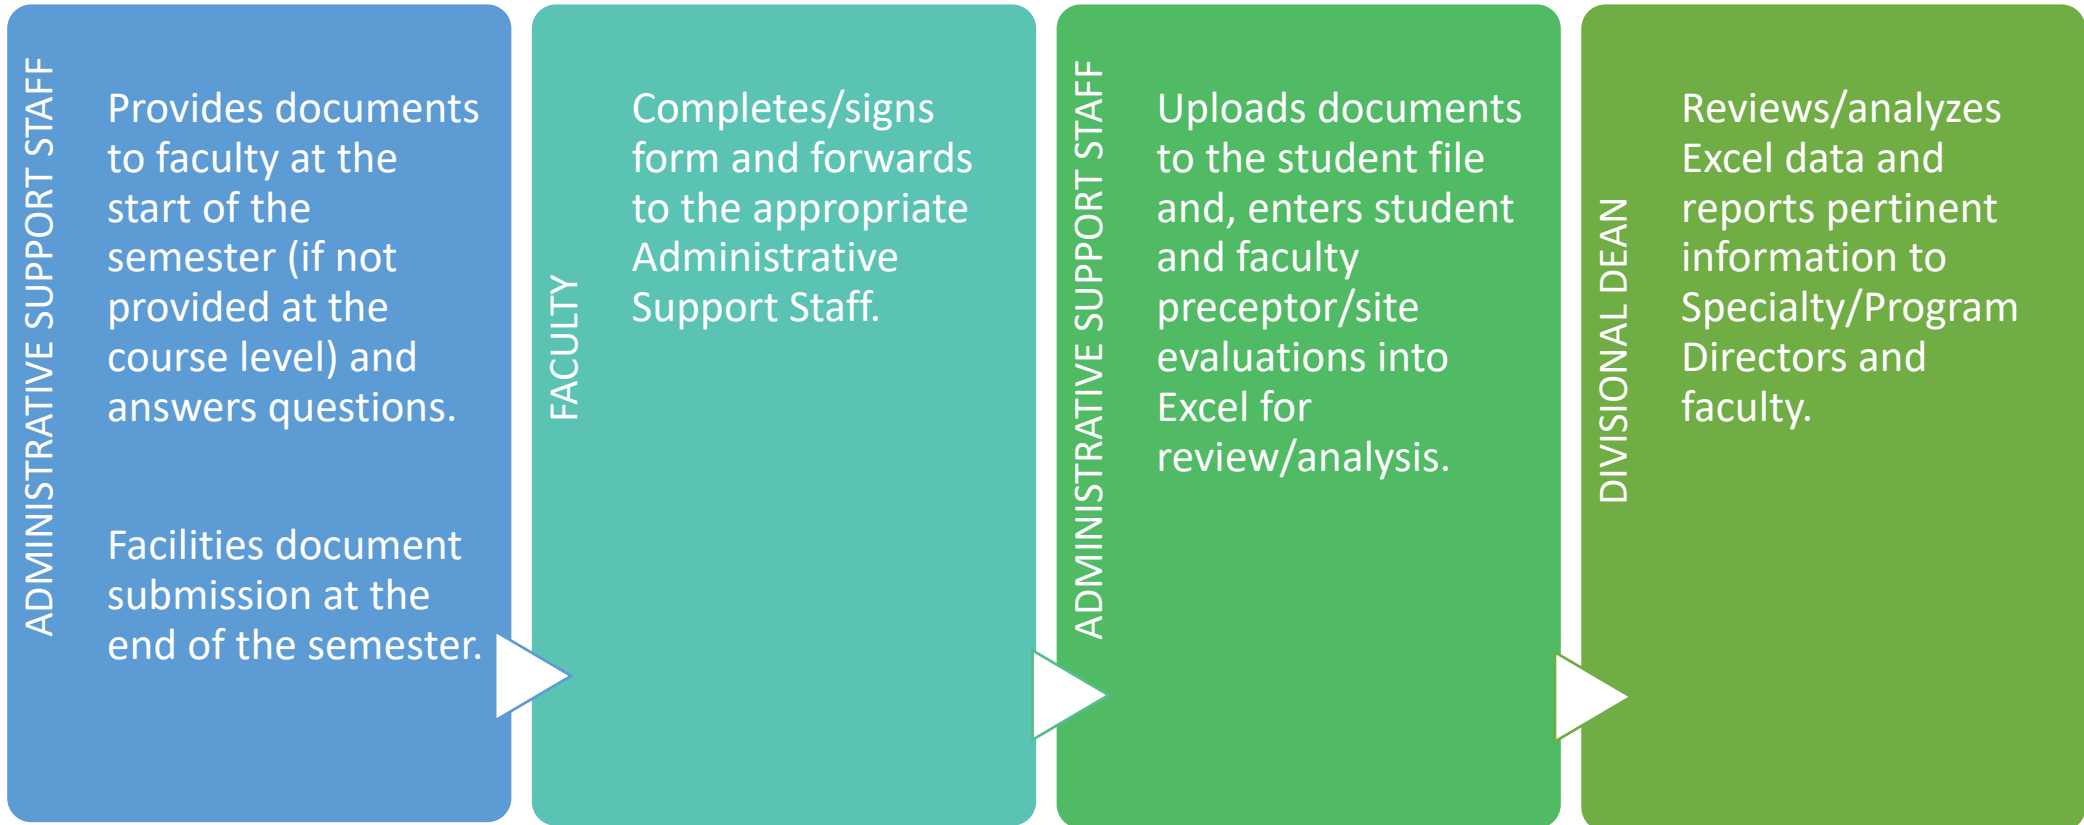 ADMINISTRATIVE SUPPORT STAFF
Provides documents
to faculty at the
start of the
semester (if not
provided at the
course level) and
answers questions.
Facilities document
submission at the
end of the semester.
FACULTY
Completes/signs
form and forwards
to the appropriate
Administrative
Support Staff.
ADMINISTRATIVE SUPPORT STAFF
Uploads documents
to the student file
and, enters student
and faculty
preceptor/site
evaluations into
Excel for
review/analysis.
DIVISIONAL DEAN
Reviews/analyzes
Excel data and
reports pertinent
information to
Specialty/Program
Directors and
faculty.